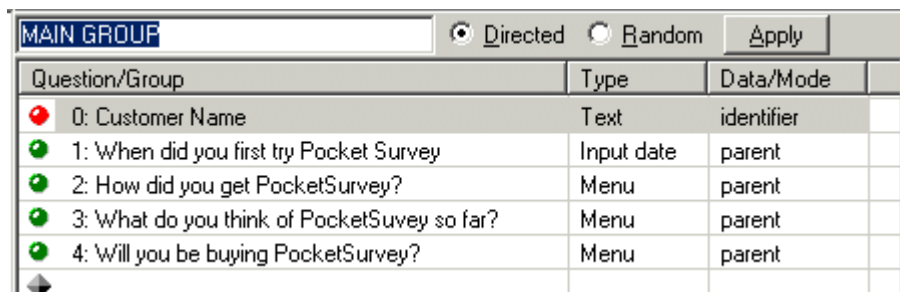 MAIN GROUP Directed Random Apply
Question/Group Type Data/Mode
0: Customer Name Text identifier
1: When did you first try Pocket Survey Input date parent
2: How did you get PocketSurvey? Menu parent
3: What do you think of PocketSuvey so far? Menu parent
4: Will you be buying PocketSurvey? Menu parent